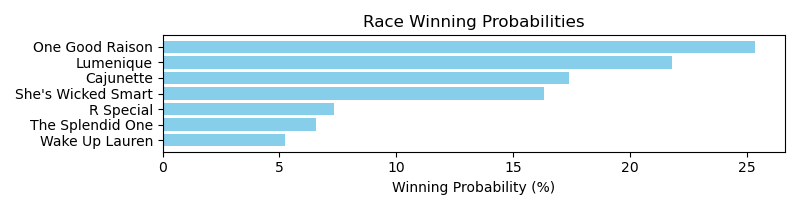 Race Winning Probabilities
One Good Raison
Lumenique
Cajunette
She's Wicked Smart
R Special
The Splendid One
Wake Up Lauren
0 5 10 15 20 25
Winning Probability (%)